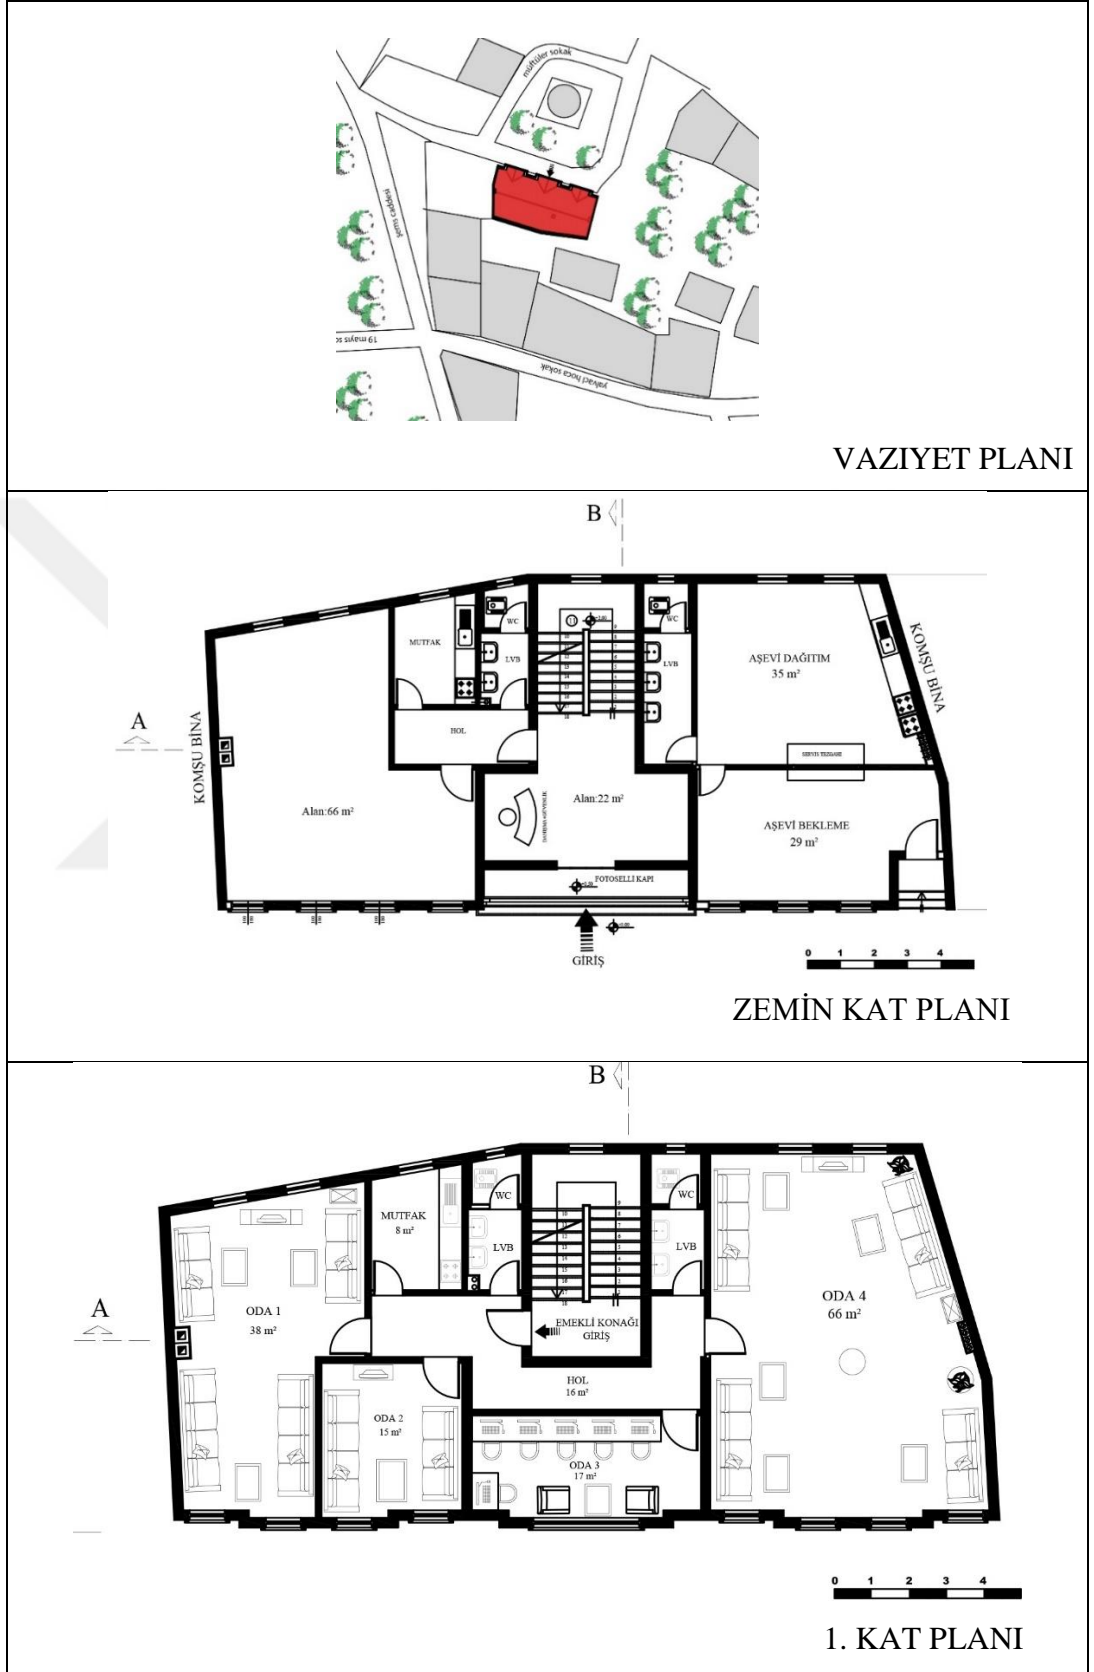 müftüler sokak
şems caddesi
19 mayıs so
yalvaci hoca sokak
VAZIYET PLANI
B
A
KOMŞU BİNA
MUTFAK
WC
LVB
HOL
Alan:66 m²
11
WC
LVB
AŞEVİ DAĞITIM
35 m²
KOMŞU BİNA
SERVİS TEZGAHI
Alan:22 m²
AŞEVİ BEKLEME
29 m²
FOTOSELLİ KAPI
GİRİŞ
0 1 2 3 4
ZEMİN KAT PLANI
B
A
MUTFAK
8 m²
WC
LVB
WC
LVB
ODA 1
38 m²
EMEKLİ KONAĞI
GİRİŞ
ODA 4
66 m²
HOL
16 m²
ODA 2
15 m²
ODA 3
17 m²
0 1 2 3 4
1. KAT PLANI